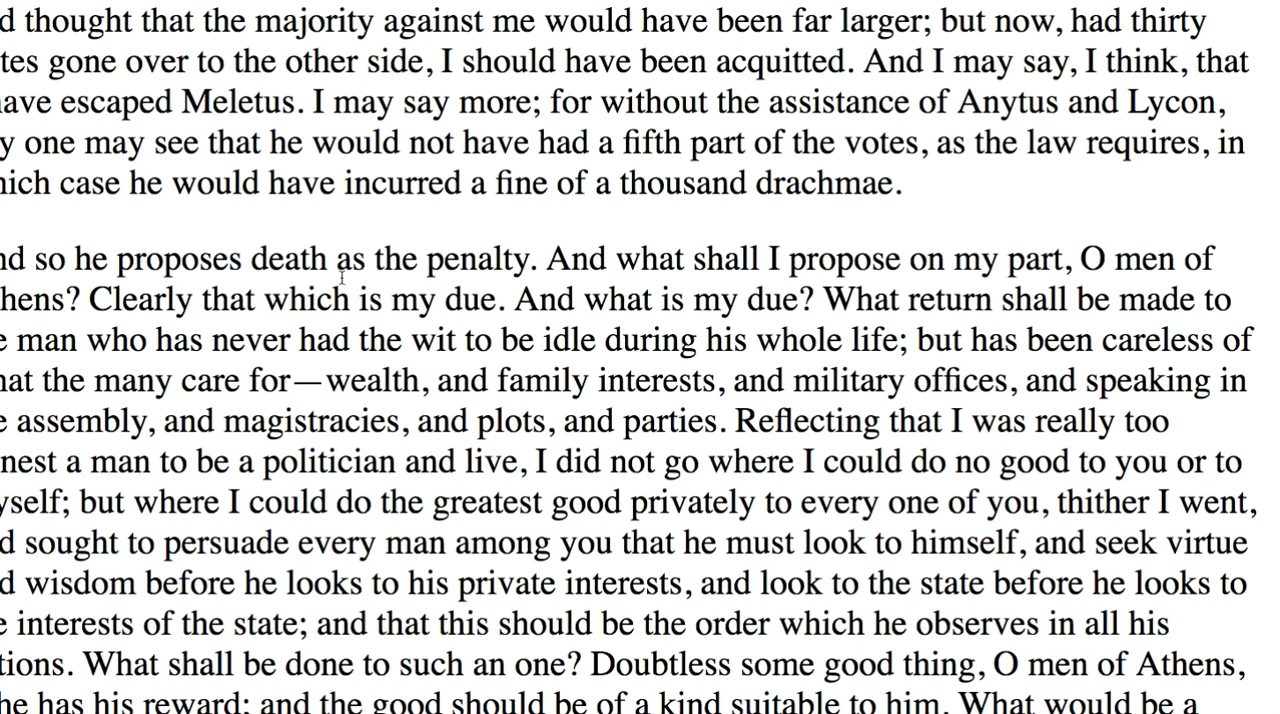 d thought that the majority against me would have been far larger; but now, had thirty
tes gone over to the other side, I should have been acquitted. And I may say, I think, that
ave escaped Meletus. I may say more; for without the assistance of Anytus and Lycon,
y one may see that he would not have had a fifth part of the votes, as the law requires, in
ich case he would have incurred a fine of a thousand drachmae.
nd so he proposes death as the penalty. And what shall I propose on my part, O men of
hens? Clearly that which is my due. And what is my due? What return shall be made to
e man who has never had the wit to be idle during his whole life; but has been careless of
hat the many care for—wealth, and family interests, and military offices, and speaking in
e assembly, and magistracies, and plots, and parties. Reflecting that I was really too
nest a man to be a politician and live, I did not go where I could do no good to you or to
yself; but where I could do the greatest good privately to every one of you, thither I went,
d sought to persuade every man among you that he must look to himself, and seek virtue
d wisdom before he looks to his private interests, and look to the state before he looks to
e interests of the state; and that this should be the order which he observes in all his
tions. What shall be done to such an one? Doubtless some good thing, O men of Athens,
he has his reward; and the good should be of a kind suitable to him. What would be a